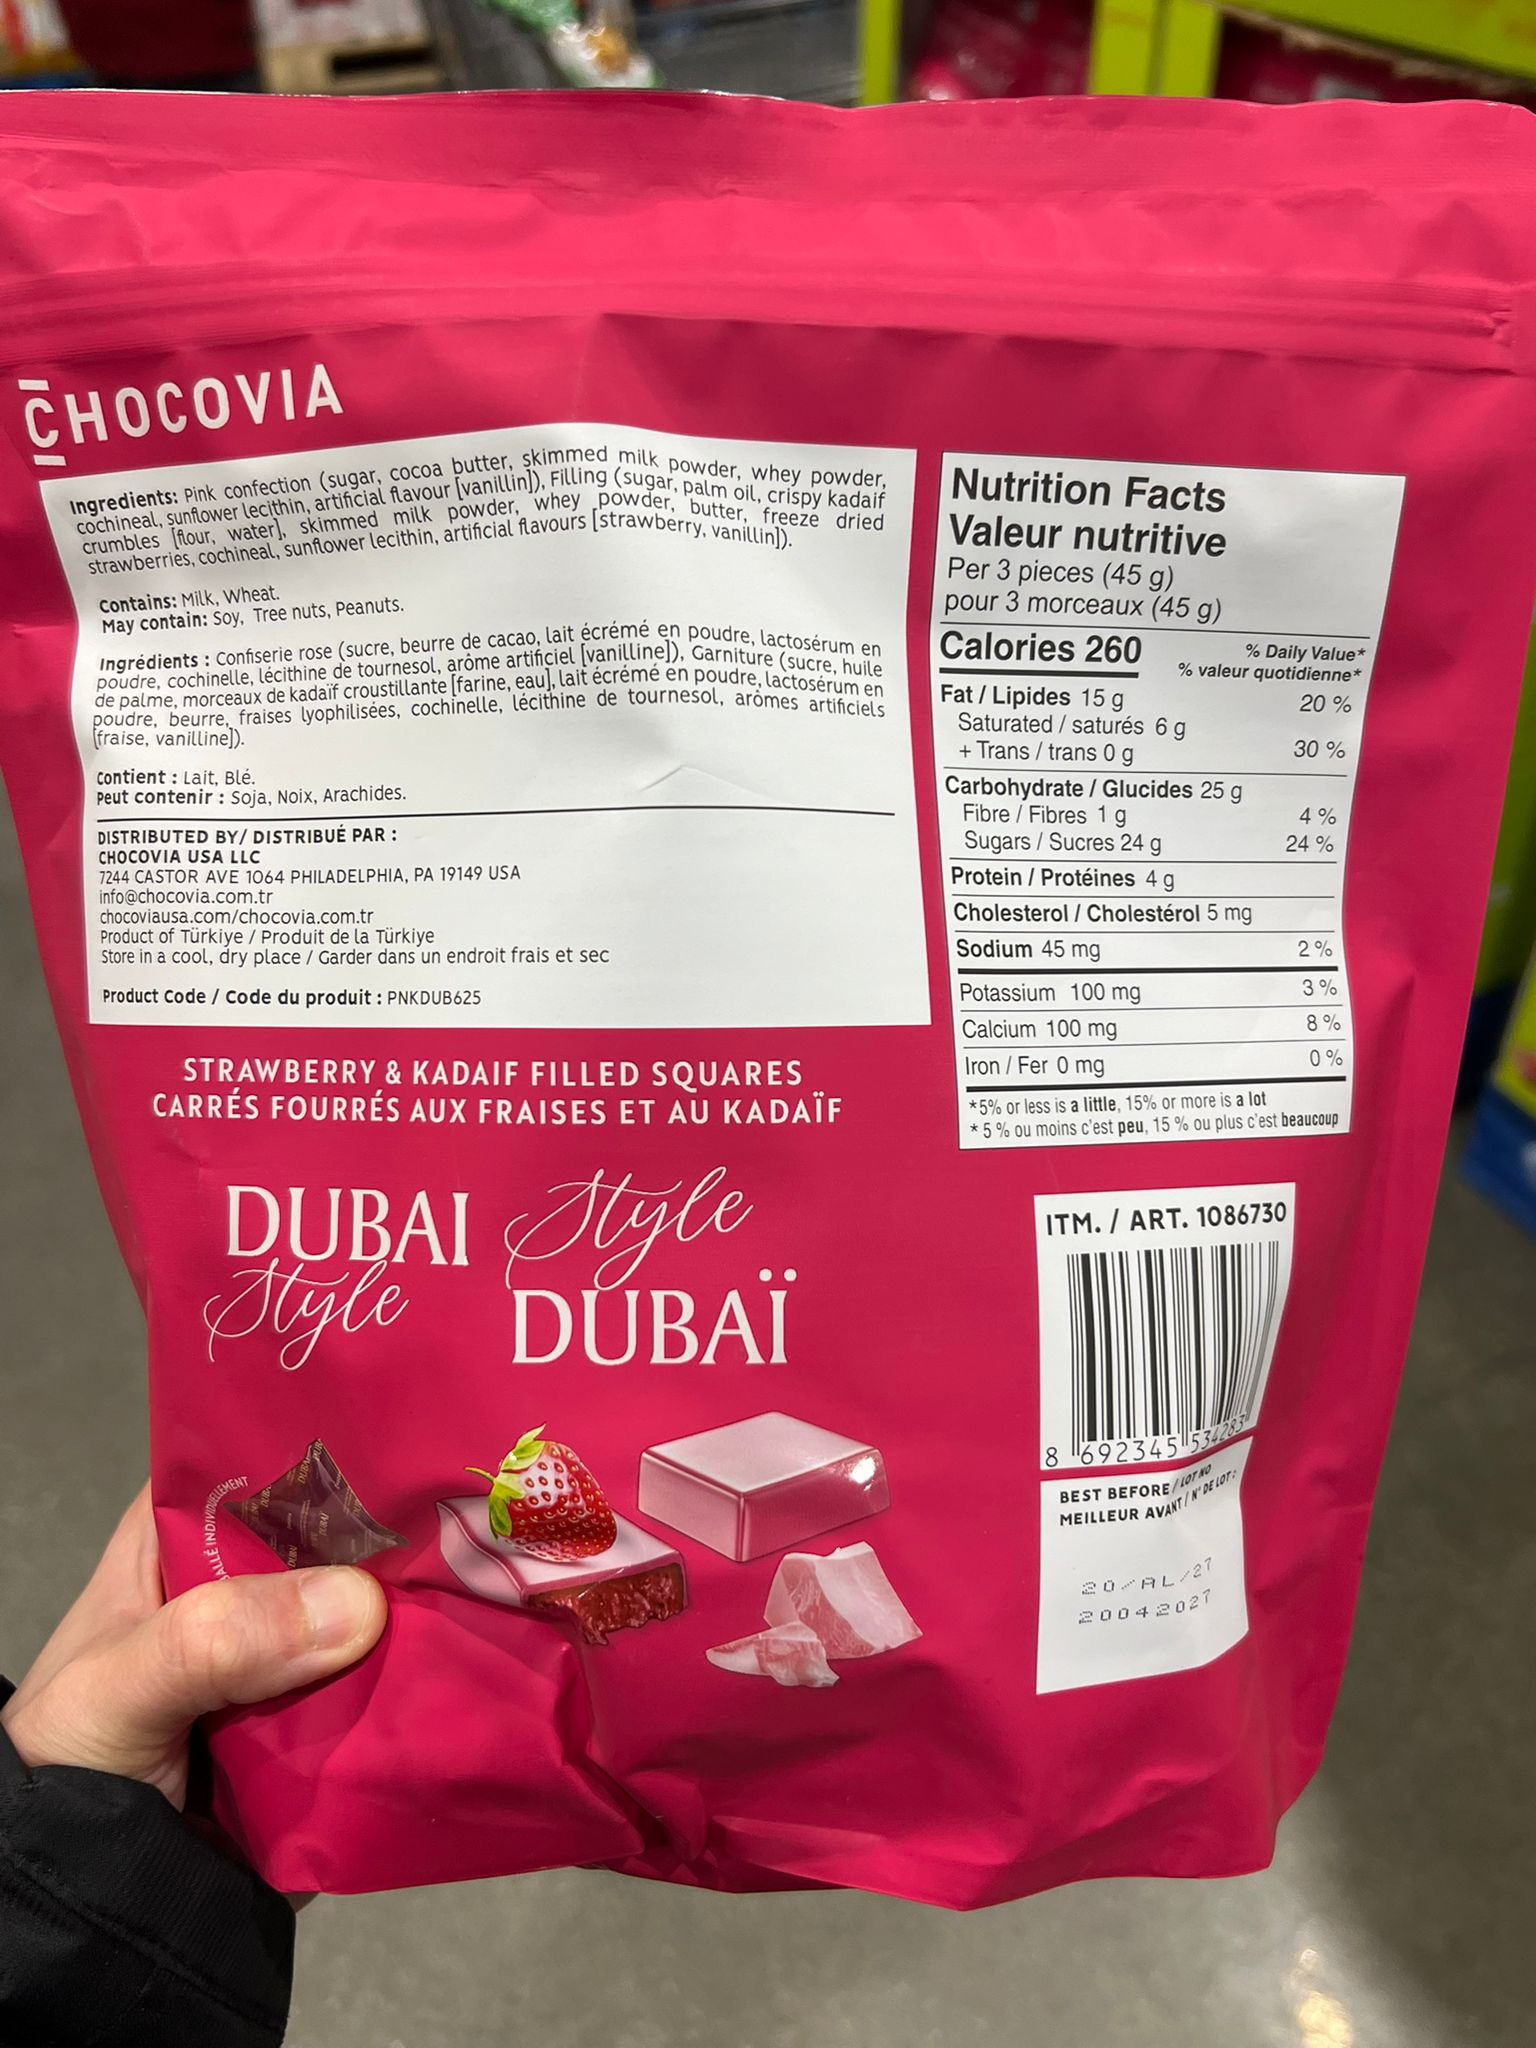 CHOCOVIA
Ingredients: Pink confection (sugar, cocoa butter, skimmed milk powder, whey powder,
cochineal, sunflower lecithin, artificial flavour [vanillin]), Filling (sugar, palm oil, crispy kadaif
crumbles [flour, water], skimmed milk powder, whey powder, butter, freeze dried
strawberries, cochineal, sunflower lecithin, artificial flavours [strawberry, vanillin]).
Contains: Milk, Wheat.
May contain: Soy, Tree nuts, Peanuts.
Ingrédients : Confiserie rose (sucre, beurre de cacao, lait écrémé en poudre, lactosérum en
poudre, cochinelle, lécithine de tournesol, arôme artificiel [vanilline]), Garniture (sucre, huile
de palme, morceaux de kadaïf croustillante [farine, eau], lait écrémé en poudre, lactosérum en
poudre, beurre, fraises lyophilisées, cochinelle, lécithine de tournesol, arômes artificiels
[fraise, vanilline]).
Contient : Lait, Blé.
Peut contenir : Soja, Noix, Arachides.
DISTRIBUTED BY/ DISTRIBUÉ PAR :
CHOCOVIA USA LLC
7244 CASTOR AVE 1064 PHILADELPHIA, PA 19149 USA
info@chocovia.com.tr
chocoviausa.com/chocovia.com.tr
Product of Türkiye / Produit de la Türkiye
Store in a cool, dry place / Garder dans un endroit frais et sec
Product Code / Code du produit : PNKDUB625
Nutrition Facts
Valeur nutritive
Per 3 pieces (45 g)
pour 3 morceaux (45 g)
Calories 260
% Daily Value*
% valeur quotidienne*
Fat / Lipides 15 g 20 %
Saturated / saturés 6 g
+ Trans / trans 0 g 30 %
Carbohydrate / Glucides 25 g
Fibre / Fibres 1 g 4 %
Sugars / Sucres 24 g 24 %
Protein / Protéines 4 g
Cholesterol / Cholestérol 5 mg
Sodium 45 mg 2 %
Potassium 100 mg 3 %
Calcium 100 mg 8 %
Iron / Fer 0 mg 0 %
*5% or less is a little, 15% or more is a lot
* 5 % ou moins c'est peu, 15 % ou plus c'est beaucoup
STRAWBERRY & KADAIF FILLED SQUARES
CARRÉS FOURRÉS AUX FRAISES ET AU KADAÏF
DUBAI
Style
Style
DUBAÏ
ITM. / ART. 1086730
8 692345 534283
BEST BEFORE / LOT NO
MEILLEUR AVANT / N° DE LOT:
20/AL/27
20042027
INDIVIDUELLEMENT
DUBAI
DUBAI
DUBAI